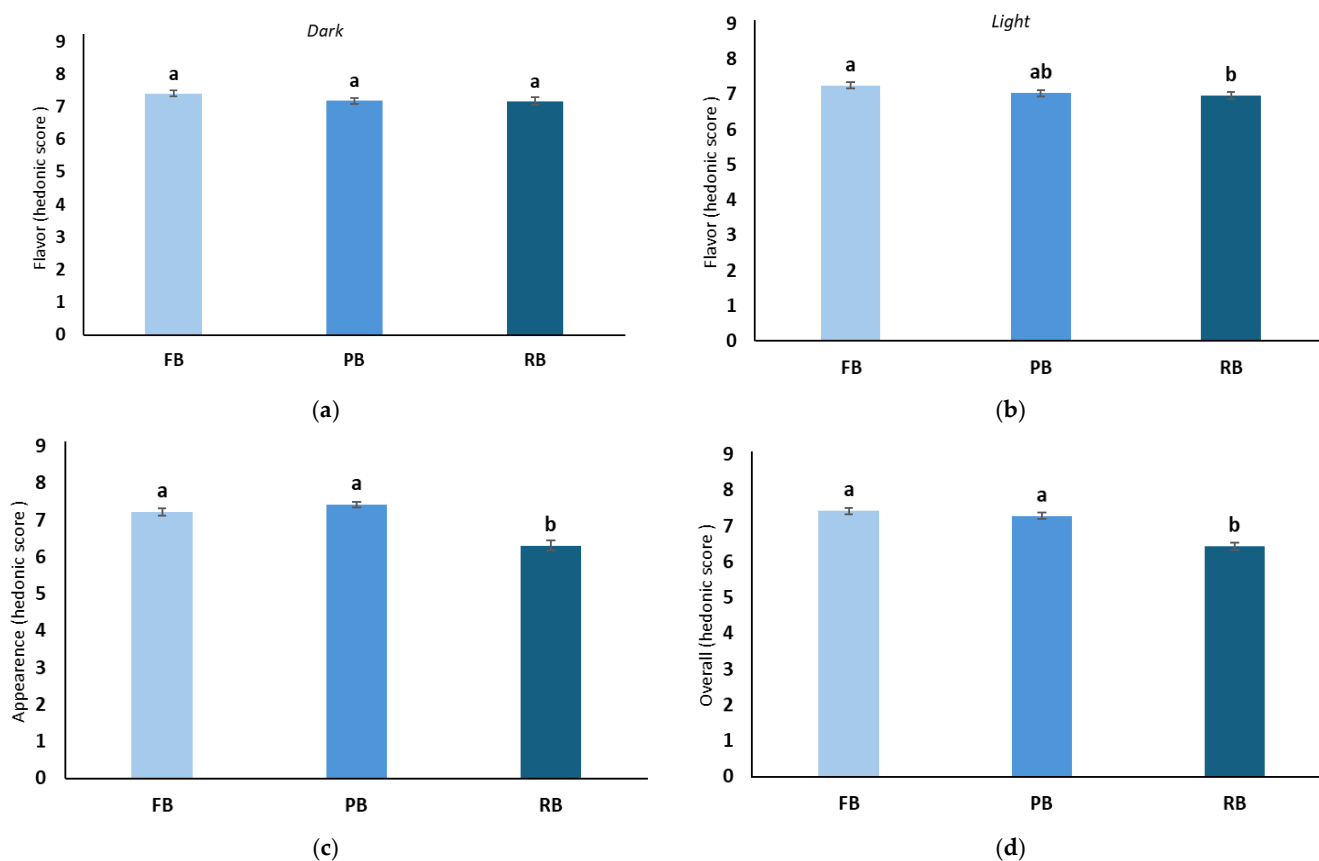 Dark
9
8
7
6
5
4
3
2
1
0
Flavor (hedonic score )
a
a
a
FB
PB
RB
(a)
Light
9
8
7
6
5
4
3
2
1
0
Flavor (hedonic score )
a
ab
b
FB
PB
RB
(b)
9
8
7
6
5
4
3
2
1
0
Appearence (hedonic score )
a
a
b
FB
PB
RB
(c)
9
8
7
6
5
4
3
2
1
0
Overall (hedonic score )
a
a
b
FB
PB
RB
(d)